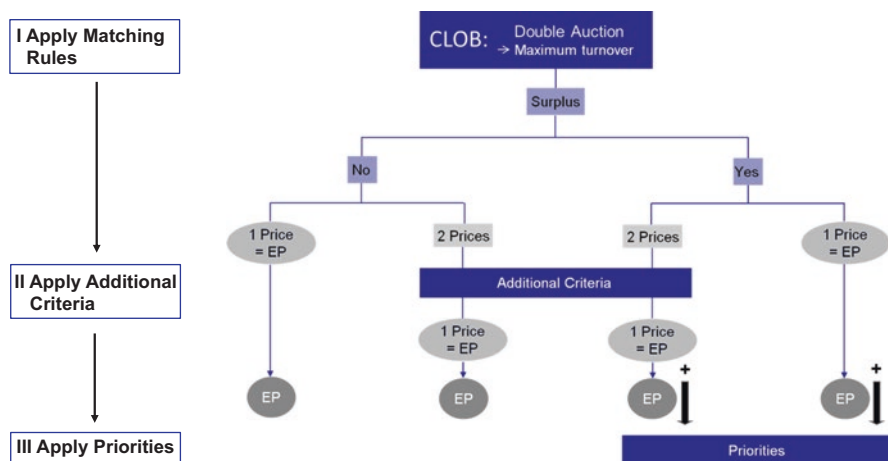 I Apply Matching
Rules
CLOB: Double Auction
→ Maximum turnover
Surplus
No
Yes
1 Price
= EP
2 Prices
2 Prices
1 Price
= EP
II Apply Additional
Criteria
Additional Criteria
1 Price
= EP
1 Price
= EP
EP
EP
EP
+
EP
+
III Apply Priorities
Priorities